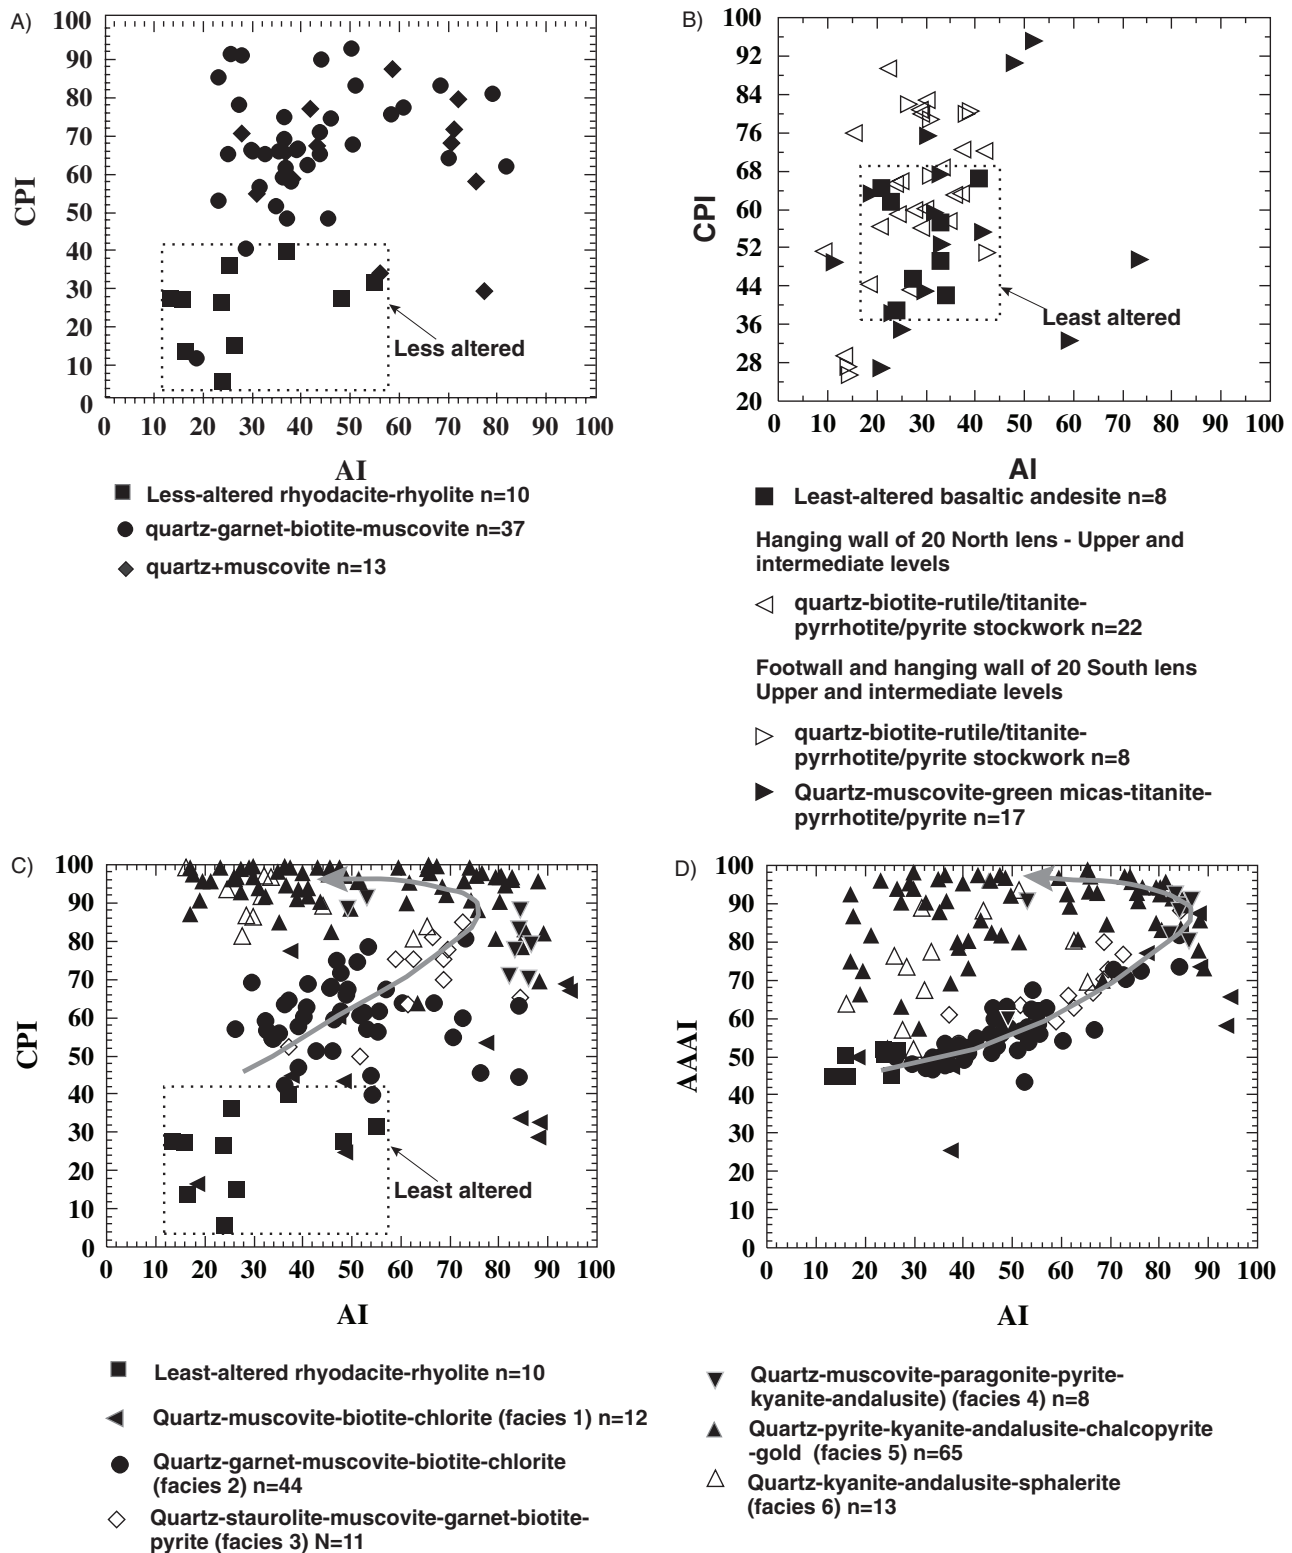 A)
100
90
80
70
60
50
40
30
20
10
0
CPI
Less altered
0 10 20 30 40 50 60 70 80 90 100
AI
Less-altered rhyodacite-rhyolite n=10
quartz-garnet-biotite-muscovite n=37
quartz+muscovite n=13
B)
100
92
84
76
68
60
52
44
36
28
20
CPI
Least altered
0 10 20 30 40 50 60 70 80 90 100
AI
Least-altered basaltic andesite n=8
Hanging wall of 20 North lens - Upper and
intermediate levels
quartz-biotite-rutile/titanite-
pyrrhotite/pyrite stockwork n=22
Footwall and hanging wall of 20 South lens
Upper and intermediate levels
quartz-biotite-rutile/titanite-
pyrrhotite/pyrite stockwork n=8
Quartz-muscovite-green micas-titanite-
pyrrhotite/pyrite n=17
C)
100
90
80
70
60
50
40
30
20
10
0
CPI
Least altered
0 10 20 30 40 50 60 70 80 90 100
AI
Least-altered rhyodacite-rhyolite n=10
Quartz-muscovite-biotite-chlorite (facies 1) n=12
Quartz-garnet-muscovite-biotite-chlorite
(facies 2) n=44
Quartz-staurolite-muscovite-garnet-biotite-
pyrite (facies 3) N=11
D)
100
90
80
70
60
50
40
30
20
10
0
AAAI
0 10 20 30 40 50 60 70 80 90 100
AI
Quartz-muscovite-paragonite-pyrite-
kyanite-andalusite) (facies 4) n=8
Quartz-pyrite-kyanite-andalusite-chalcopyrite
-gold (facies 5) n=65
Quartz-kyanite-andalusite-sphalerite
(facies 6) n=13